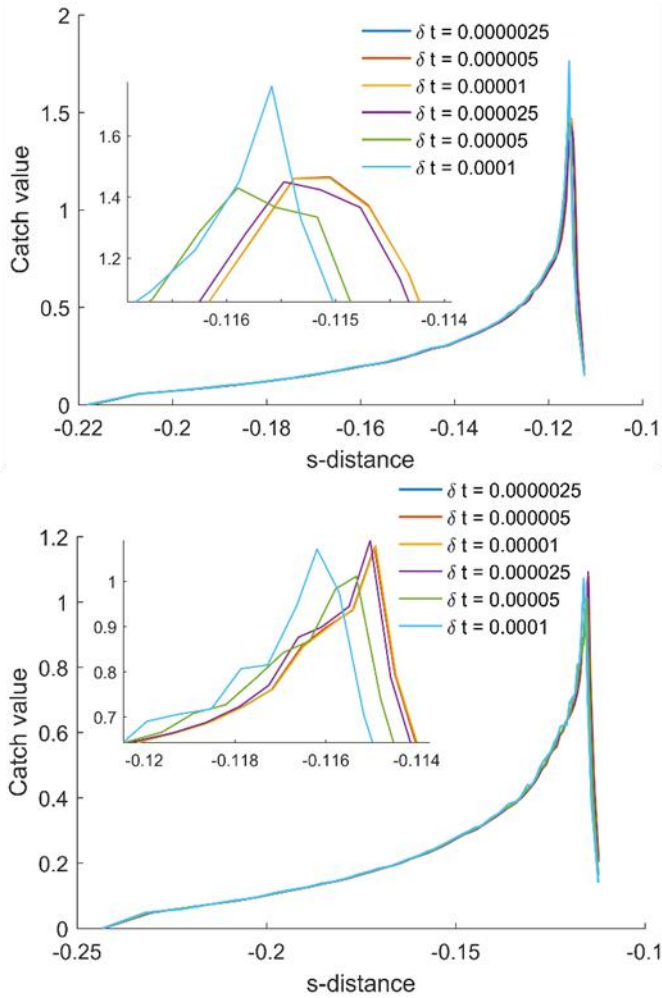 2
1.5
1
0.5
0
Catch value
δ t = 0.0000025
δ t = 0.000005
δ t = 0.00001
δ t = 0.000025
δ t = 0.00005
δ t = 0.0001
1.6
1.4
1.2
-0.116 -0.115 -0.114
-0.22 -0.2 -0.18 -0.16 -0.14 -0.12 -0.1
s-distance
1.2
1
0.8
0.6
0.4
0.2
0
Catch value
δ t = 0.0000025
δ t = 0.000005
δ t = 0.00001
δ t = 0.000025
δ t = 0.00005
δ t = 0.0001
1
0.9
0.8
0.7
-0.12 -0.118 -0.116 -0.114
-0.25 -0.2 -0.15 -0.1
s-distance